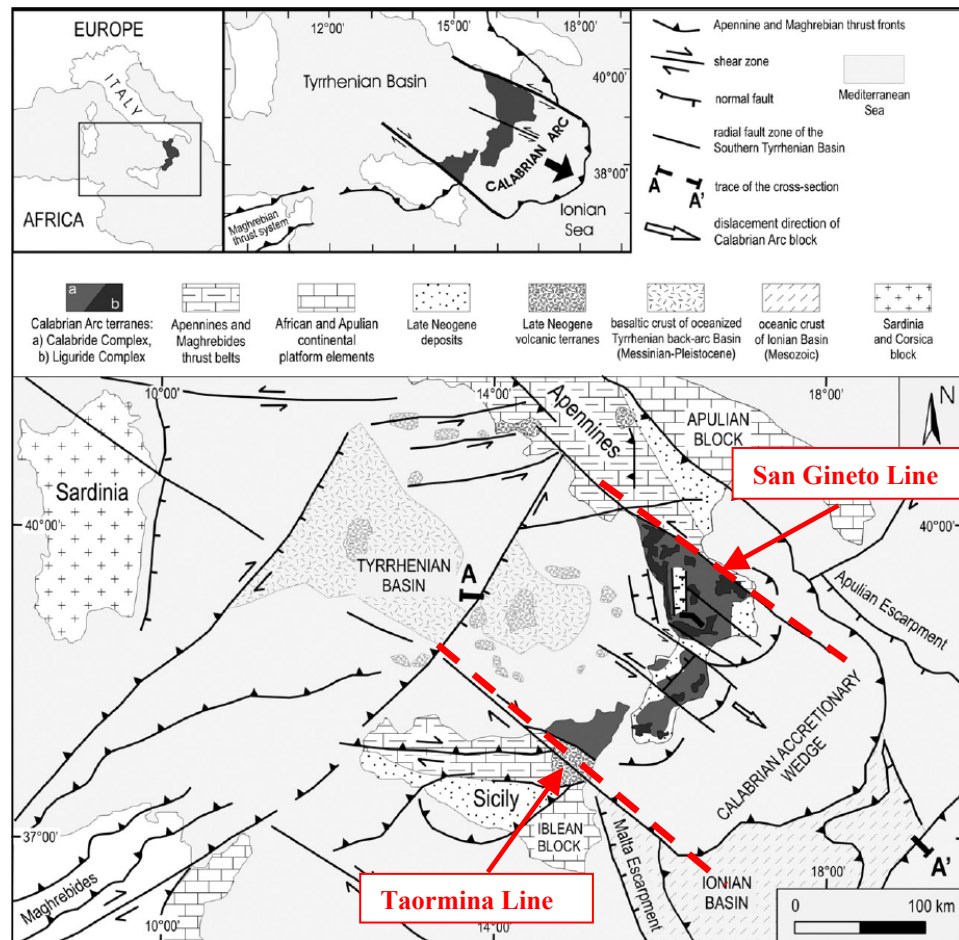 EUROPE
ITALY
AFRICA
12°00'
15°00'
18°00'
Tyrrhenian Basin
40°00'
CALABRIAN ARC
38°00'
Ionian
Sea
Maghrebian
thrust system
Apennine and Maghrebian thrust fronts
shear zone
normal fault
radial fault zone of the
Southern Tyrrhenian Basin
A A' trace of the cross-section
dislacement direction of
Calabrian Arc block
Mediterranean
Sea
a
b
Calabrian Arc terranes:
a) Calabride Complex,
b) Liguride Complex
Apennines and
Maghrebides
thrust belts
African and Apulian
continental
platform elements
Late Neogene
deposits
Late Neogene
volcanic terranes
basaltic crust of oceanized
Tyrrhenian back-arc Basin
(Messinian-Pleistocene)
oceanic crust
of Ionian Basin
(Mesozoic)
Sardinia
and Corsica
block
10°00'
14°00'
18°00'
N
Apennines
APULIAN
BLOCK
San Gineto Line
Sardinia
40°00'
40°00'
TYRRHENIAN
BASIN
A
Apulian Escarpment
CALABRIAN ACCRETIONARY
WEDGE
Sicily
IBLEAN
BLOCK
Malta Escarpment
37°00'
Maghrebides
Taormina Line
IONIAN
BASIN
18°00'
A'
10°00'
14°00'
0 100 km